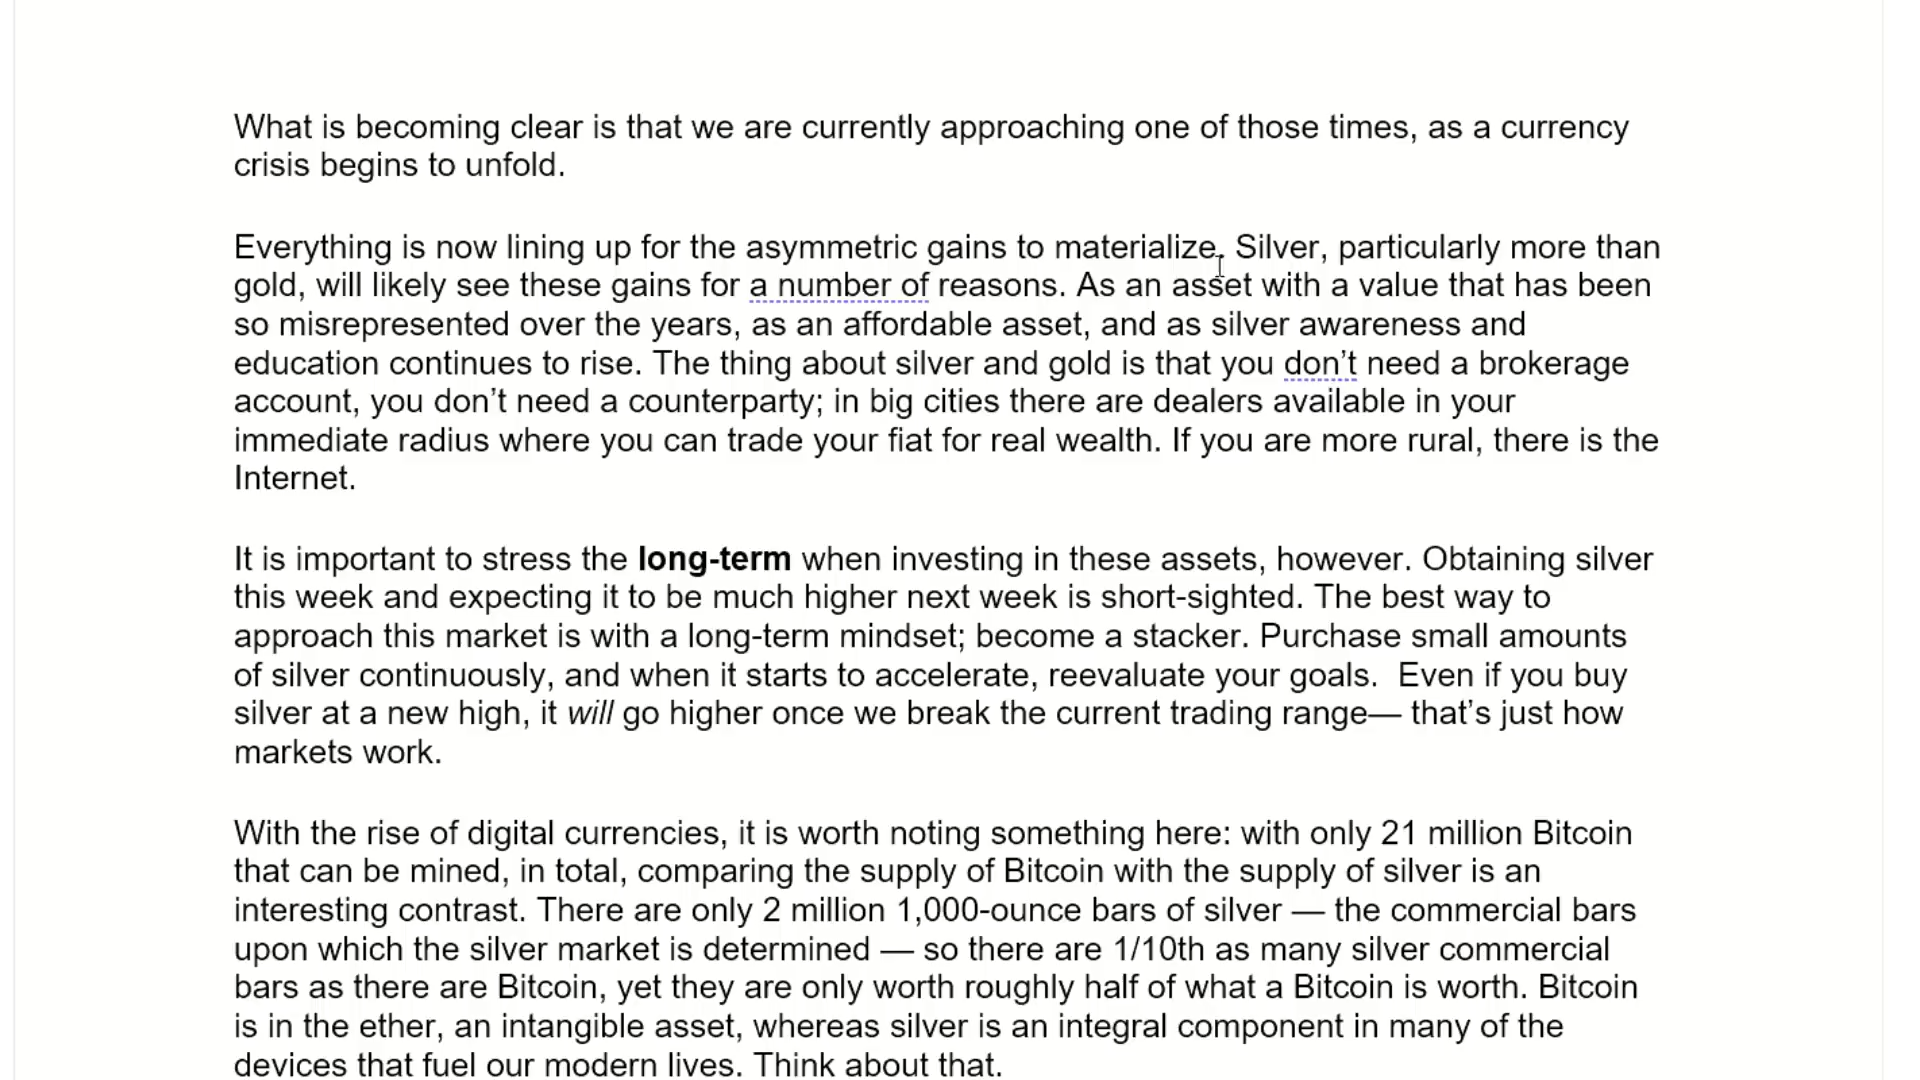 What is becoming clear is that we are currently approaching one of those times, as a currency
crisis begins to unfold.
Everything is now lining up for the asymmetric gains to materialize. Silver, particularly more than
gold, will likely see these gains for a number of reasons. As an asset with a value that has been
so misrepresented over the years, as an affordable asset, and as silver awareness and
education continues to rise. The thing about silver and gold is that you don’t need a brokerage
account, you don’t need a counterparty; in big cities there are dealers available in your
immediate radius where you can trade your fiat for real wealth. If you are more rural, there is the
Internet.
It is important to stress the long-term when investing in these assets, however. Obtaining silver
this week and expecting it to be much higher next week is short-sighted. The best way to
approach this market is with a long-term mindset; become a stacker. Purchase small amounts
of silver continuously, and when it starts to accelerate, reevaluate your goals.  Even if you buy
silver at a new high, it will go higher once we break the current trading range— that’s just how
markets work.
With the rise of digital currencies, it is worth noting something here: with only 21 million Bitcoin
that can be mined, in total, comparing the supply of Bitcoin with the supply of silver is an
interesting contrast. There are only 2 million 1,000-ounce bars of silver — the commercial bars
upon which the silver market is determined — so there are 1/10th as many silver commercial
bars as there are Bitcoin, yet they are only worth roughly half of what a Bitcoin is worth. Bitcoin
is in the ether, an intangible asset, whereas silver is an integral component in many of the
devices that fuel our modern lives. Think about that.